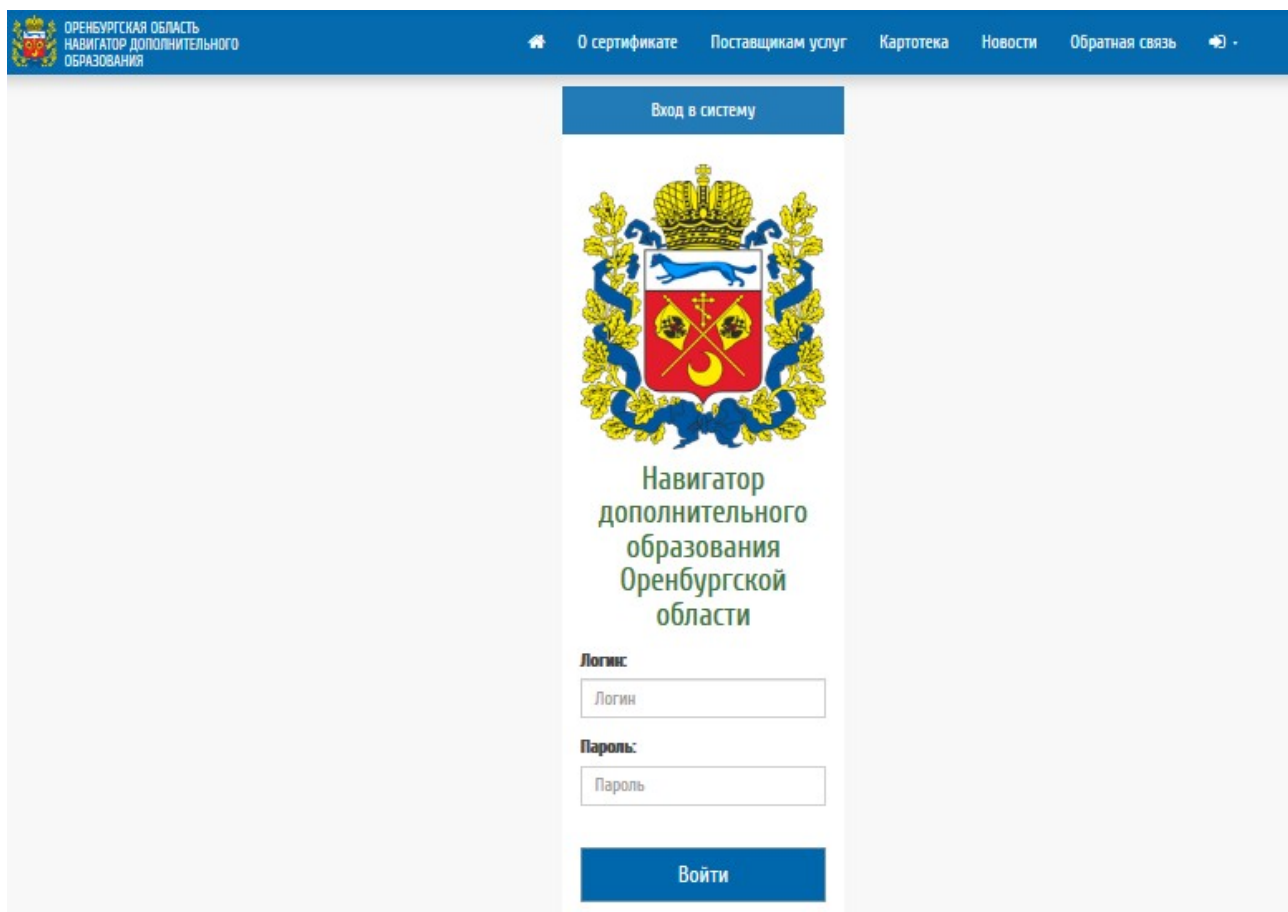 ОРЕНБУРГСКАЯ ОБЛАСТЬ
НАВИГАТОР ДОПОЛНИТЕЛЬНОГО
ОБРАЗОВАНИЯ
О сертификате Поставщикам услуг Картотека Новости Обратная связь
Вход в систему
Навигатор
дополнительного
образования
Оренбургской
области
Логин:
Логин
Пароль:
Пароль
Войти